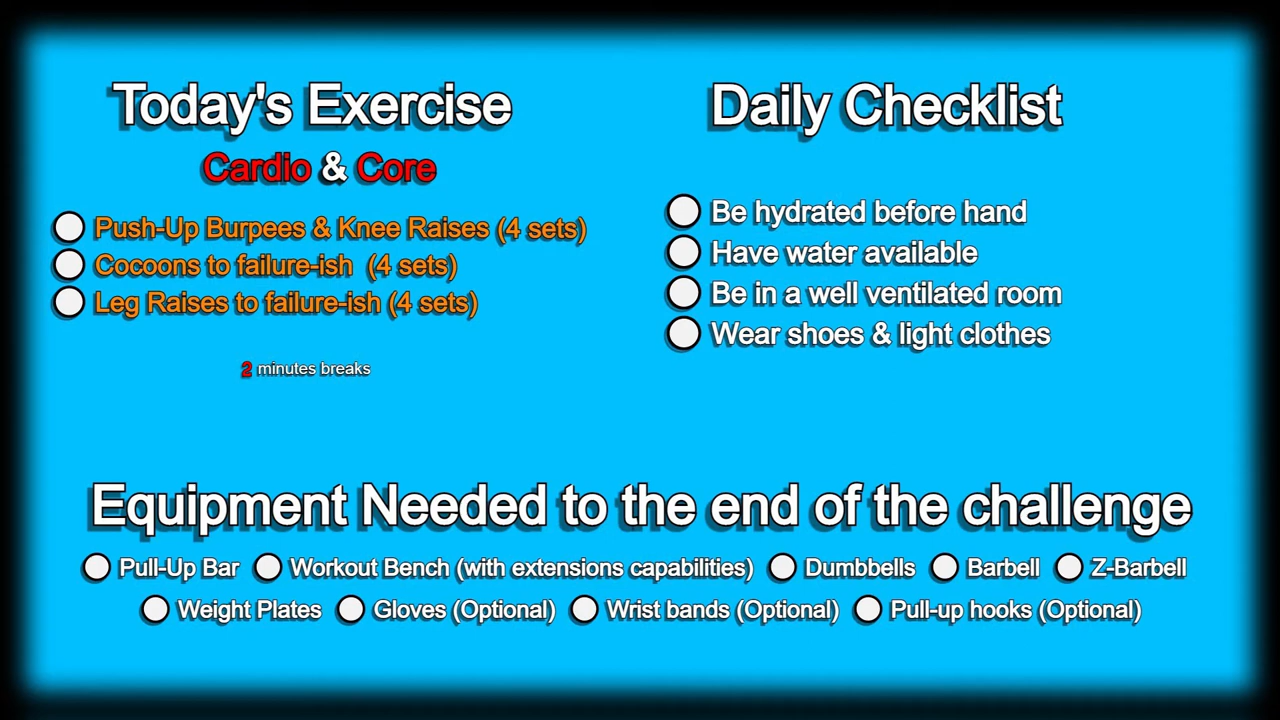 Today's Exercise
Cardio & Core
Push-Up Burpees & Knee Raises (4 sets)
Cocoons to failure-ish (4 sets)
Leg Raises to failure-ish (4 sets)
2 minutes breaks
Daily Checklist
Be hydrated before hand
Have water available
Be in a well ventilated room
Wear shoes & light clothes
Equipment Needed to the end of the challenge
Pull-Up Bar Workout Bench (with extensions capabilities) Dumbbells Barbell Z-Barbell
Weight Plates Gloves (Optional) Wrist bands (Optional) Pull-up hooks (Optional)